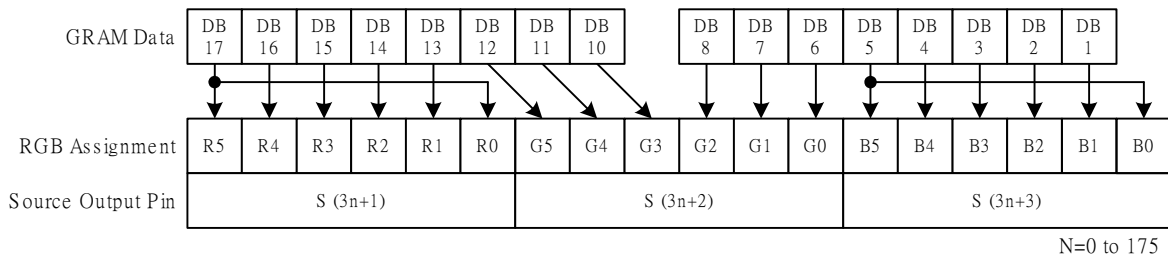 GRAM Data DB 17 DB 16 DB 15 DB 14 DB 13 DB 12 DB 11 DB 10 DB 8 DB 7 DB 6 DB 5 DB 4 DB 3 DB 2 DB 1
RGB Assignment R5 R4 R3 R2 R1 R0 G5 G4 G3 G2 G1 G0 B5 B4 B3 B2 B1 B0
Source Output Pin S (3n+1) S (3n+2) S (3n+3)
N=0 to 175